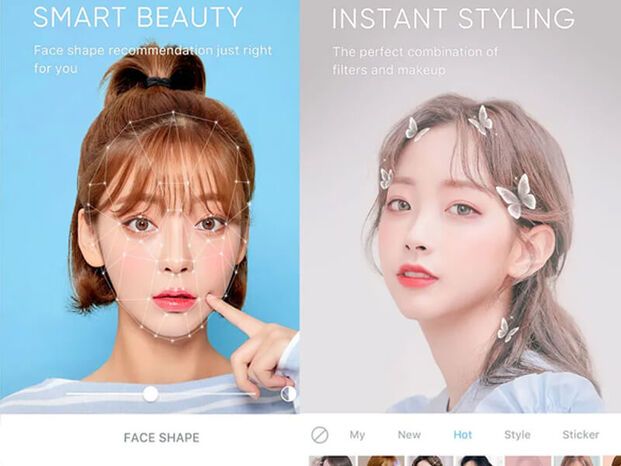 SMART BEAUTY
Face shape recommendation just right
for you
FACE SHAPE
INSTANT STYLING
The perfect combination of
filters and makeup
My New Hot Style Sticker